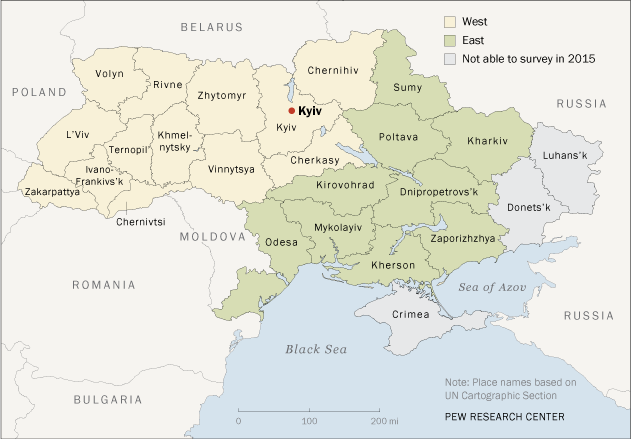 BELARUS
West
East
Not able to survey in 2015
Volyn
Rivne
Zhytomyr
Chernihiv
Sumy
POLAND
RUSSIA
Kyiv
Kyiv
L'Viv
Ternopil'
Khmel-
nytsky
Poltava
Kharkiv
Luhans'k
Ivano-
Frankivs'k
Vinnytsya
Cherkasy
Zakarpattya
Kirovohrad
Dnipropetrovs'k
Donets'k
Chernivtsi
MOLDOVA
Odesa
Mykolayiv
Zaporizhzhya
Kherson
ROMANIA
Sea of Azov
Crimea
RUSSIA
Black Sea
Note: Place names based on
UN Cartographic Section
BULGARIA
0 100 200 mi
PEW RESEARCH CENTER